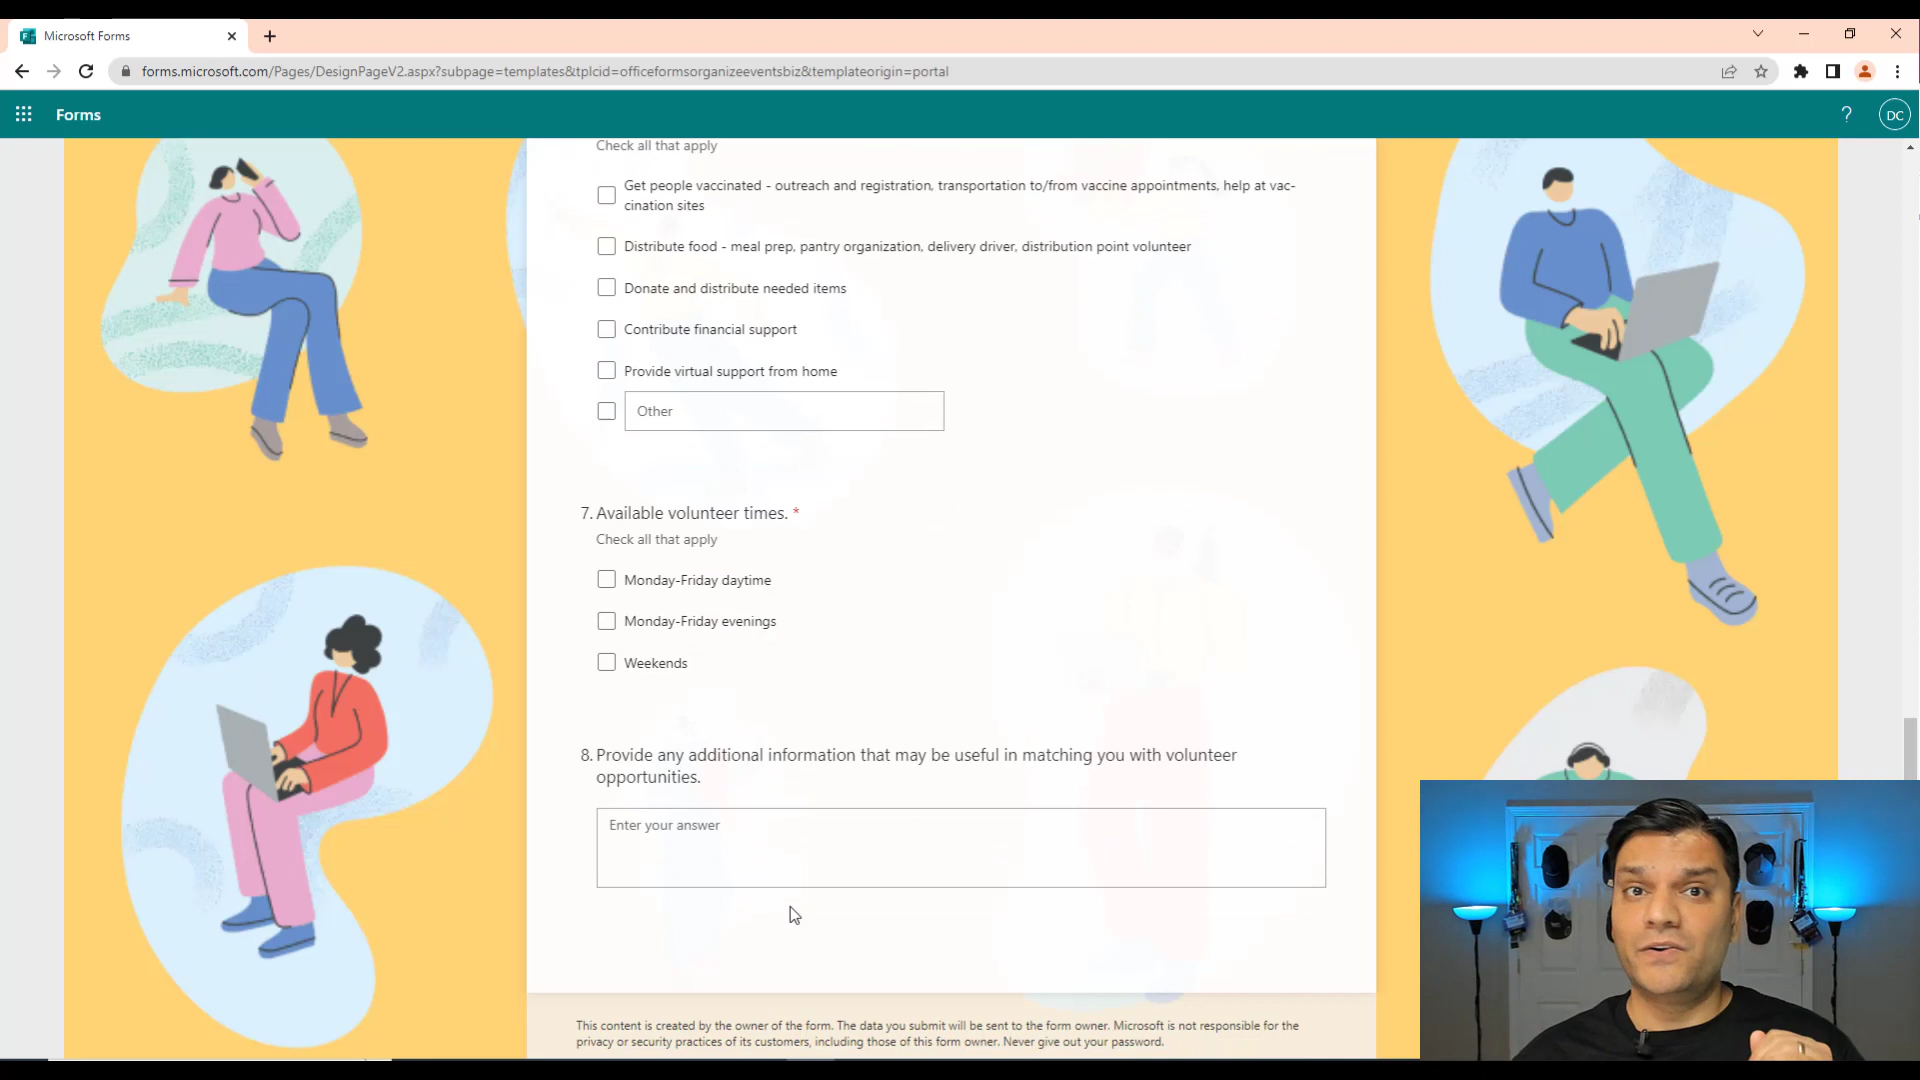 Microsoft Forms
forms.microsoft.com/Pages/DesignPageV2.aspx?subpage=templates&tplcid=officeformsorganizeeventsbiz&templateorigin=portal
Forms
?
DC
Check all that apply
Get people vaccinated - outreach and registration, transportation to/from vaccine appointments, help at vac-
cination sites
Distribute food - meal prep, pantry organization, delivery driver, distribution point volunteer
Donate and distribute needed items
Contribute financial support
Provide virtual support from home
Other
7. Available volunteer times. *
Check all that apply
Monday-Friday daytime
Monday-Friday evenings
Weekends
8. Provide any additional information that may be useful in matching you with volunteer
opportunities.
Enter your answer
This content is created by the owner of the form. The data you submit will be sent to the form owner. Microsoft is not responsible for the
privacy or security practices of its customers, including those of this form owner. Never give out your password.